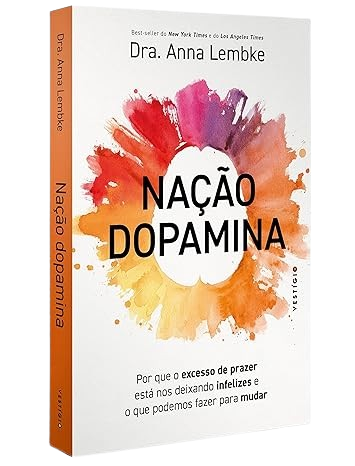 Best-seller do New York Times e do Los Angeles Times
Dra. Anna Lembke
NAÇÃO
DOPAMINA
VESTÍGIO
Por que o excesso de prazer
está nos deixando infelizes e
o que podemos fazer para mudar
Dra. Anna Lembke
Nação dopamina
VESTÍGIO